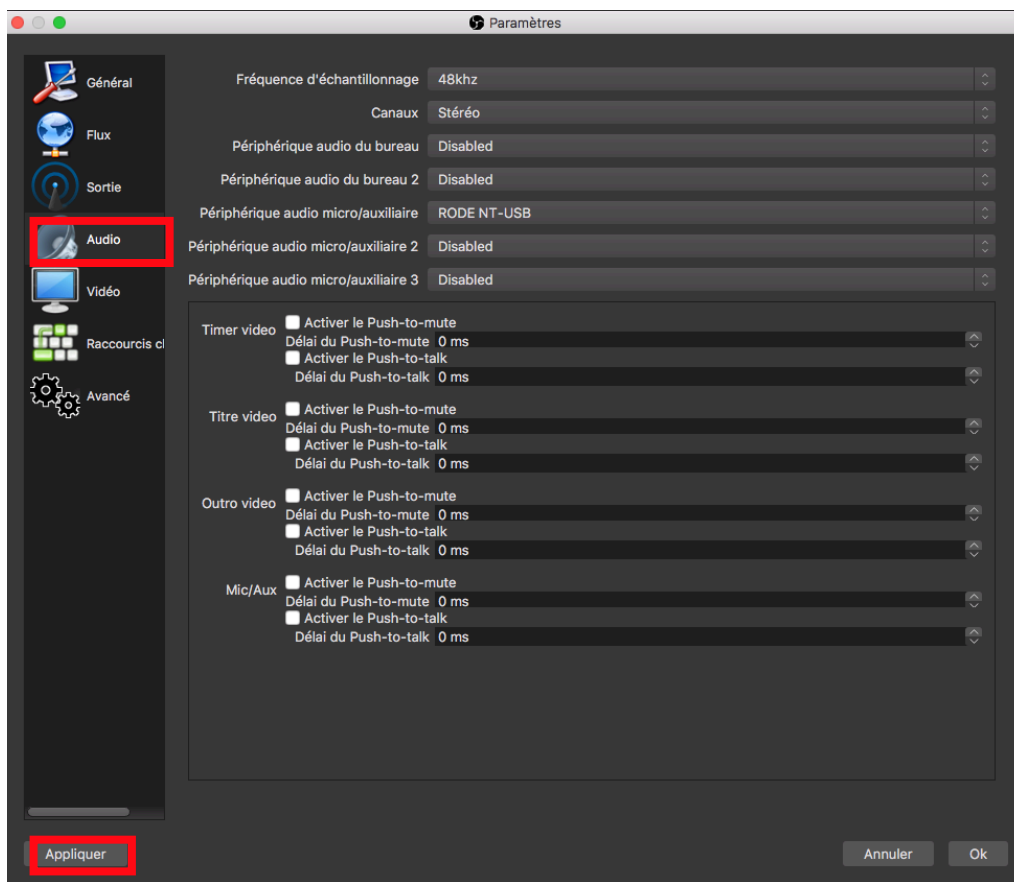 Paramètres
Général
Flux
Sortie
Audio
Vidéo
Raccourcis cl
Avancé
Fréquence d'échantillonnage 48khz
Canaux Stéréo
Périphérique audio du bureau Disabled
Périphérique audio du bureau 2 Disabled
Périphérique audio micro/auxiliaire RODE NT-USB
Périphérique audio micro/auxiliaire 2 Disabled
Périphérique audio micro/auxiliaire 3 Disabled
Timer video Activer le Push-to-mute
Délai du Push-to-mute 0 ms
Activer le Push-to-talk
Délai du Push-to-talk 0 ms
Titre video Activer le Push-to-mute
Délai du Push-to-mute 0 ms
Activer le Push-to-talk
Délai du Push-to-talk 0 ms
Outro video Activer le Push-to-mute
Délai du Push-to-mute 0 ms
Activer le Push-to-talk
Délai du Push-to-talk 0 ms
Mic/Aux Activer le Push-to-mute
Délai du Push-to-mute 0 ms
Activer le Push-to-talk
Délai du Push-to-talk 0 ms
Appliquer Annuler Ok